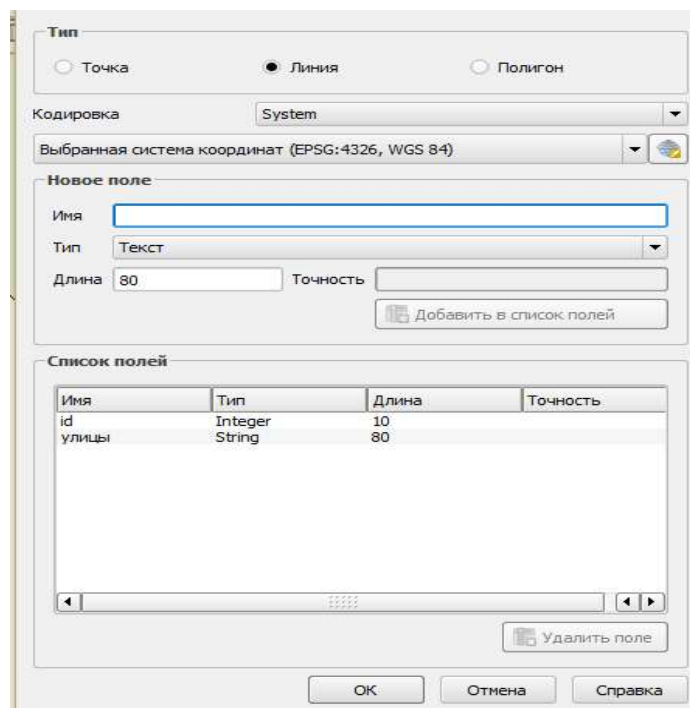 Тип
Точка Линия Полигон
Кодировка System
Выбранная система координат (EPSG:4326, WGS 84)
Новое поле
Имя
Тип Текст
Длина 80 Точность
Добавить в список полей
Список полей
Имя Тип Длина Точность
id Integer 10
улицы String 80
Удалить поле
OK Отмена Справка